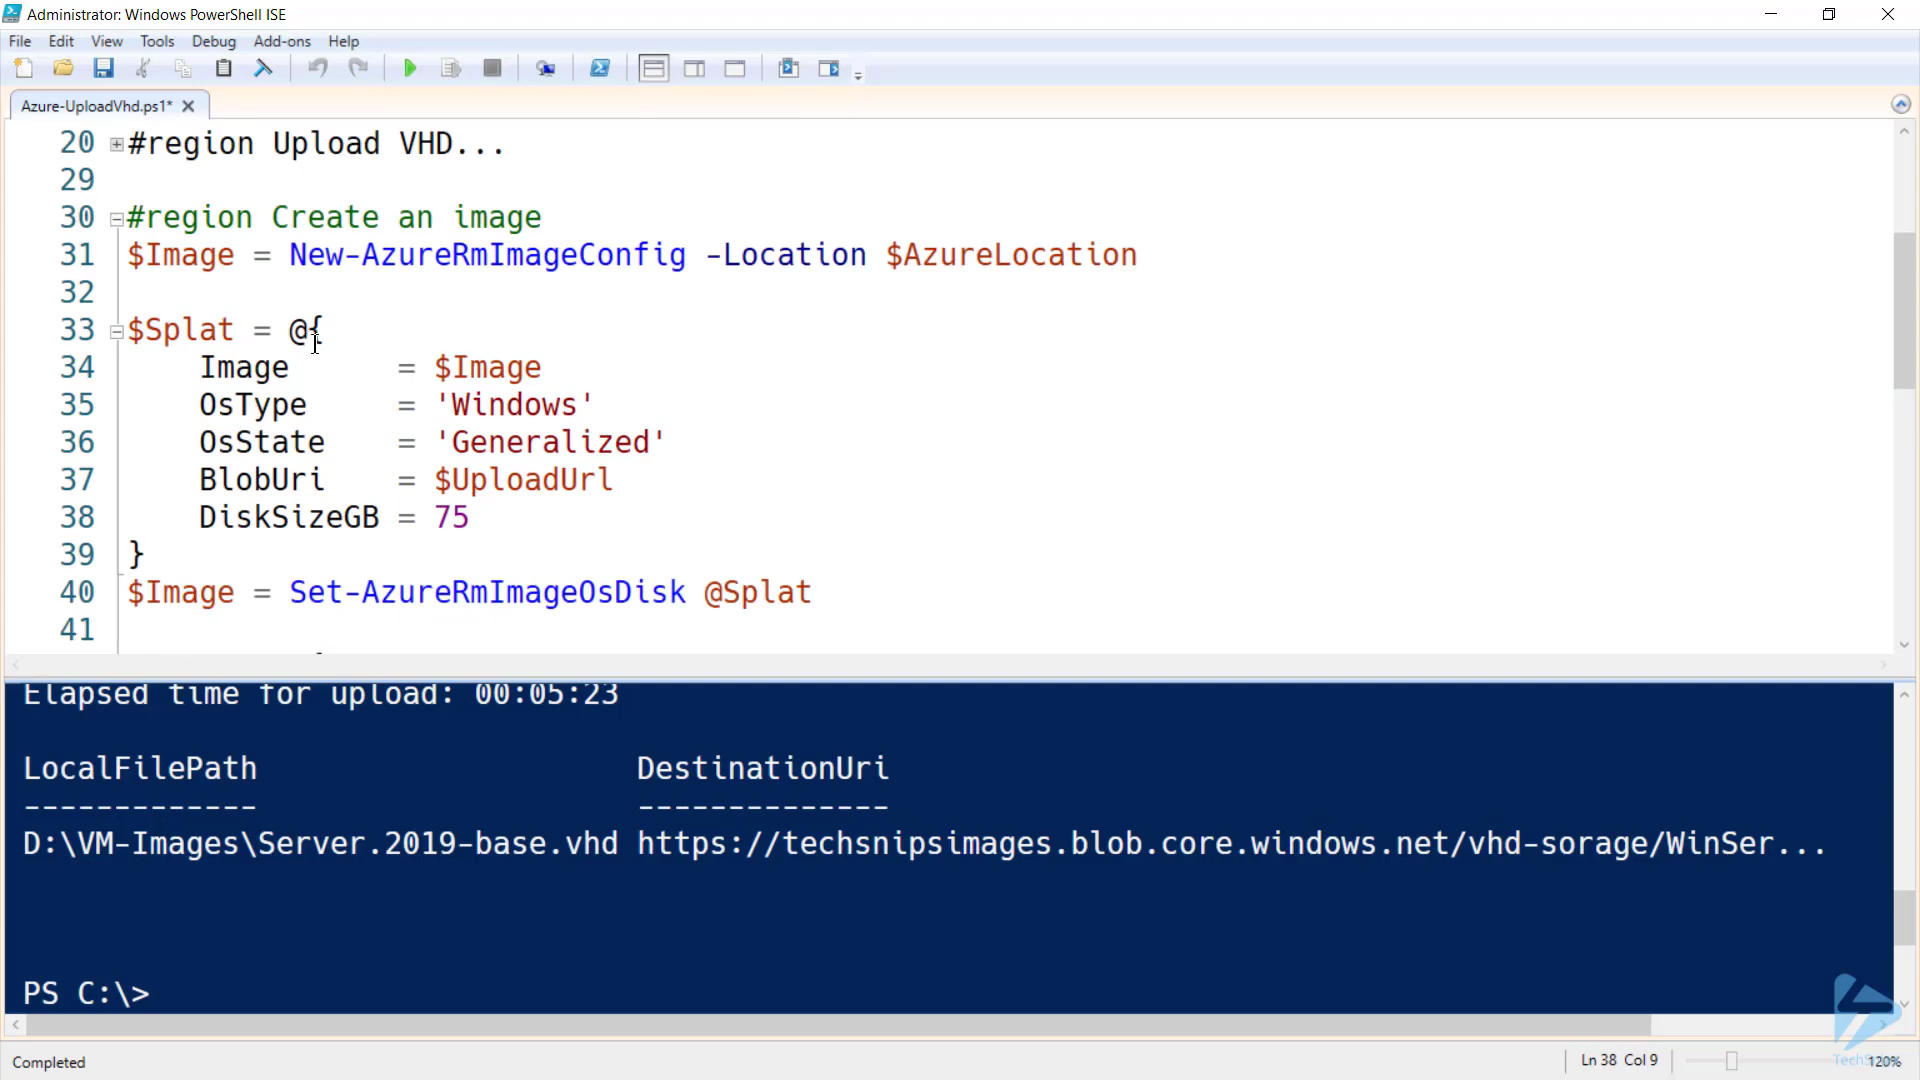 Administrator: Windows PowerShell ISE
File Edit View Tools Debug Add-ons Help
Azure-UploadVhd.ps1*
20 #region Upload VHD...
29
30 #region Create an image
31 $Image = New-AzureRmImageConfig -Location $AzureLocation
32
33 $Splat = @{
34 Image = $Image
35 OsType = 'Windows'
36 OsState = 'Generalized'
37 BlobUri = $UploadUrl
38 DiskSizeGB = 75
39 }
40 $Image = Set-AzureRmImageOsDisk @Splat
41
Elapsed time for upload: 00:05:23
LocalFilePath DestinationUri
------------- --------------
D:\VM-Images\Server.2019-base.vhd https://techsnipsimages.blob.core.windows.net/vhd-sorage/WinSer...
PS C:\>
Completed Ln 38 Col 9 120%